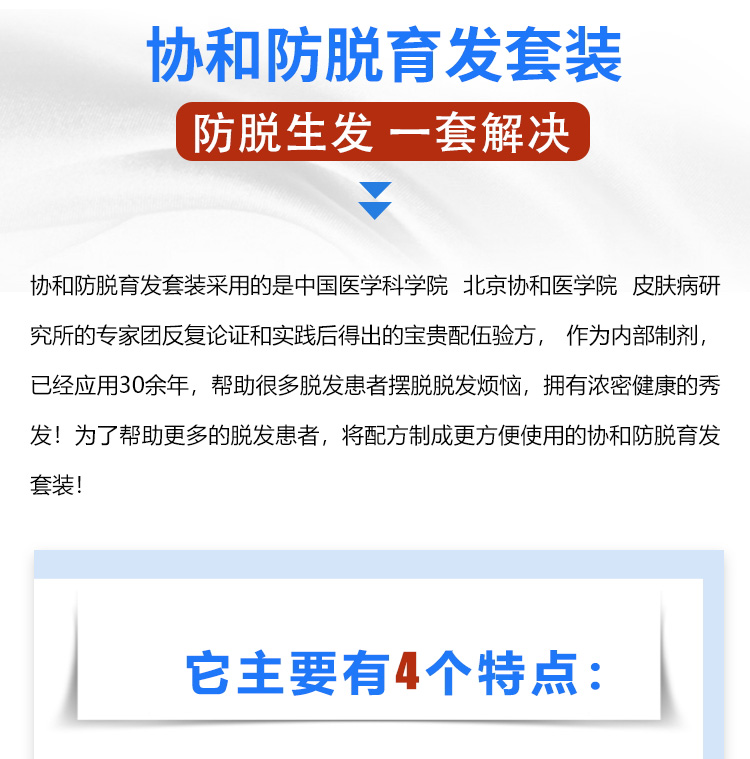 协和防脱育发套装
防脱生发 一套解决
协和防脱育发套装采用的是中国医学科学院 北京协和医学院 皮肤病研
究所的专家团反复论证和实践后得出的宝贵配伍验方， 作为内部制剂，
已经应用30余年，帮助很多脱发患者摆脱脱发烦恼，拥有浓密健康的秀
发！为了帮助更多的脱发患者，将配方制成更方便使用的协和防脱育发
套装！
它主要有4个特点：